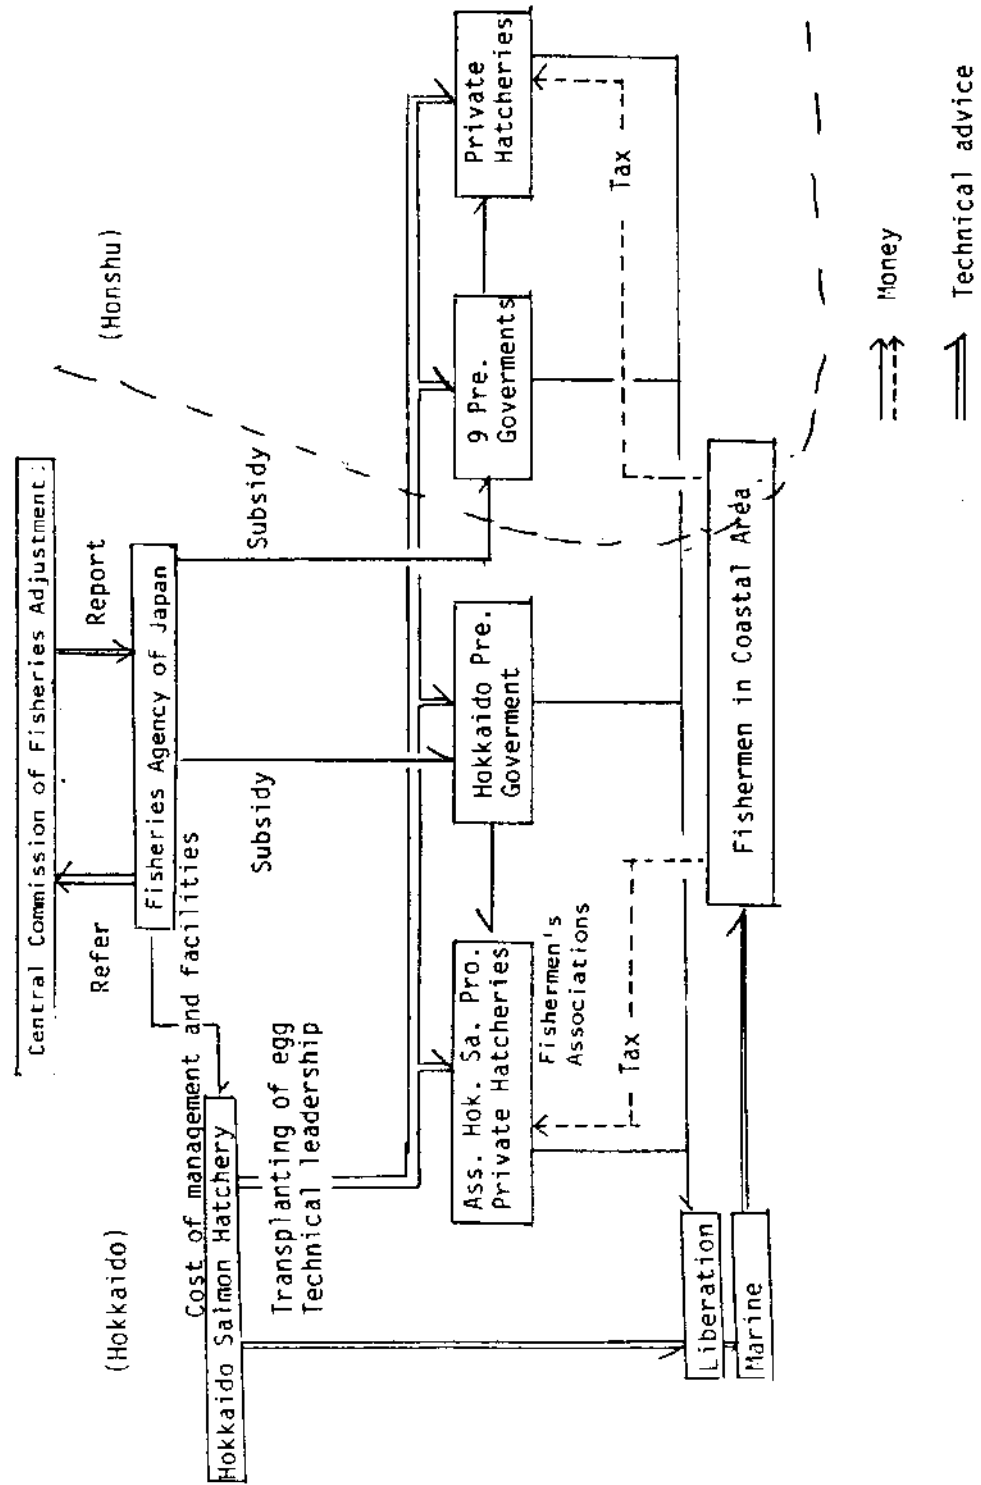 Central Commission of Fisheries Adjustment
Refer
Report
Fisheries Agency of Japan
(Hokkaido)
(Honshu)
Cost of management and facilities
Hokkaido Salmon Hatchery
Subsidy
Subsidy
Transplanting of egg
Technical leadership
Ass. Hok. Sa. Pro.
Private Hatcheries
Hokkaido Pre.
Goverment
9 Pre.
Goverments
Private
Hatcheries
Fishermen's
Associations
Tax
Tax
Liberation
Marine
Fishermen in Coastal Area
Money
Technical advice